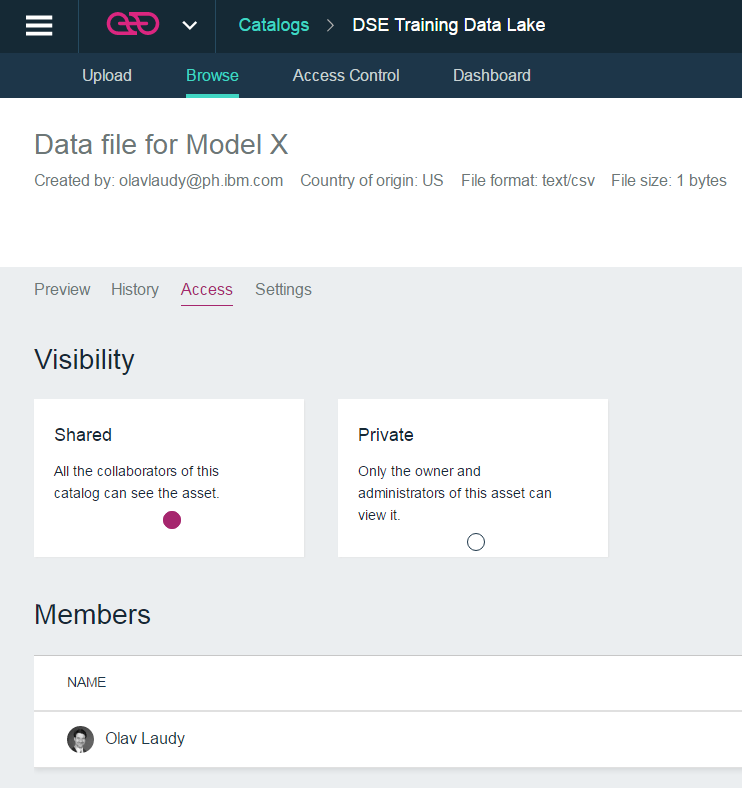 Catalogs > DSE Training Data Lake
Upload Browse Access Control Dashboard
Data file for Model X
Created by: olavlaudy@ph.ibm.com Country of origin: US File format: text/csv File size: 1 bytes
Preview History Access Settings
Visibility
Shared
All the collaborators of this
catalog can see the asset.
Private
Only the owner and
administrators of this asset can
view it.
Members
NAME
Olav Laudy